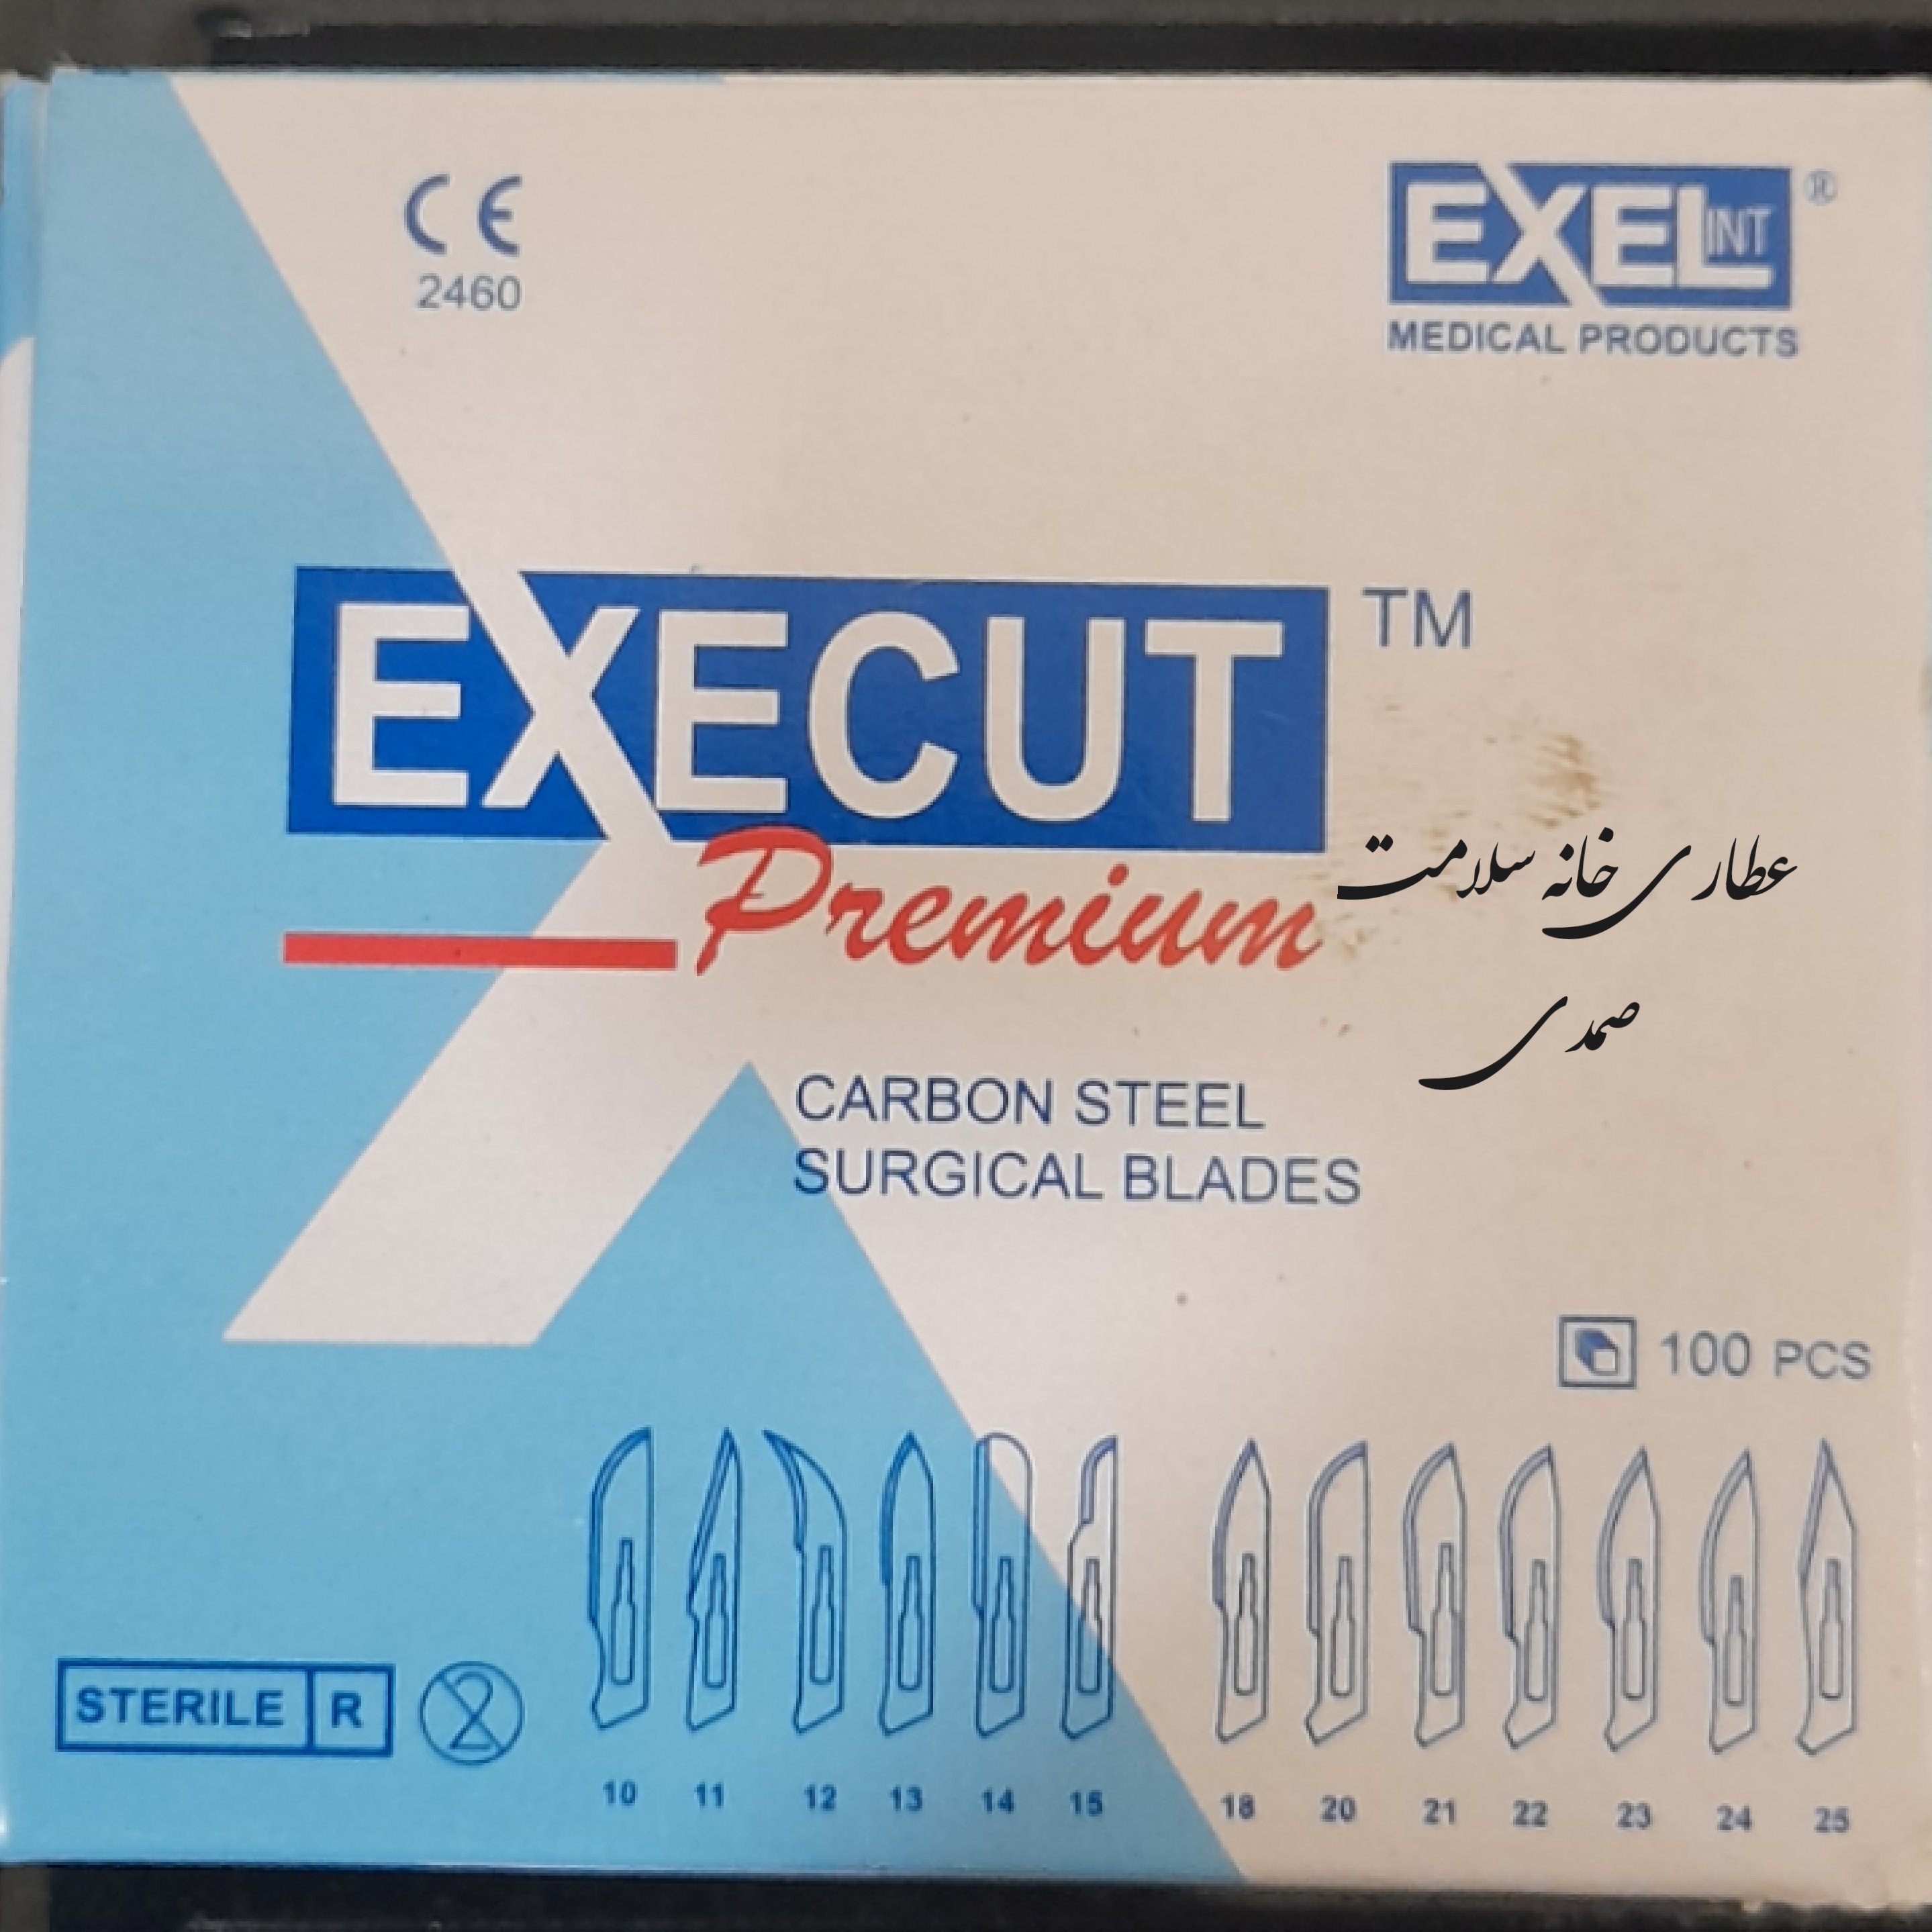 CE
2460
EXEL INT ®
MEDICAL PRODUCTS
EXECUT ™
Premium
عطاری خانه سلامت
صمدی
CARBON STEEL
SURGICAL BLADES
100 PCS
STERILE R
2
10 11 12 13 14 15 18 20 21 22 23 24 25